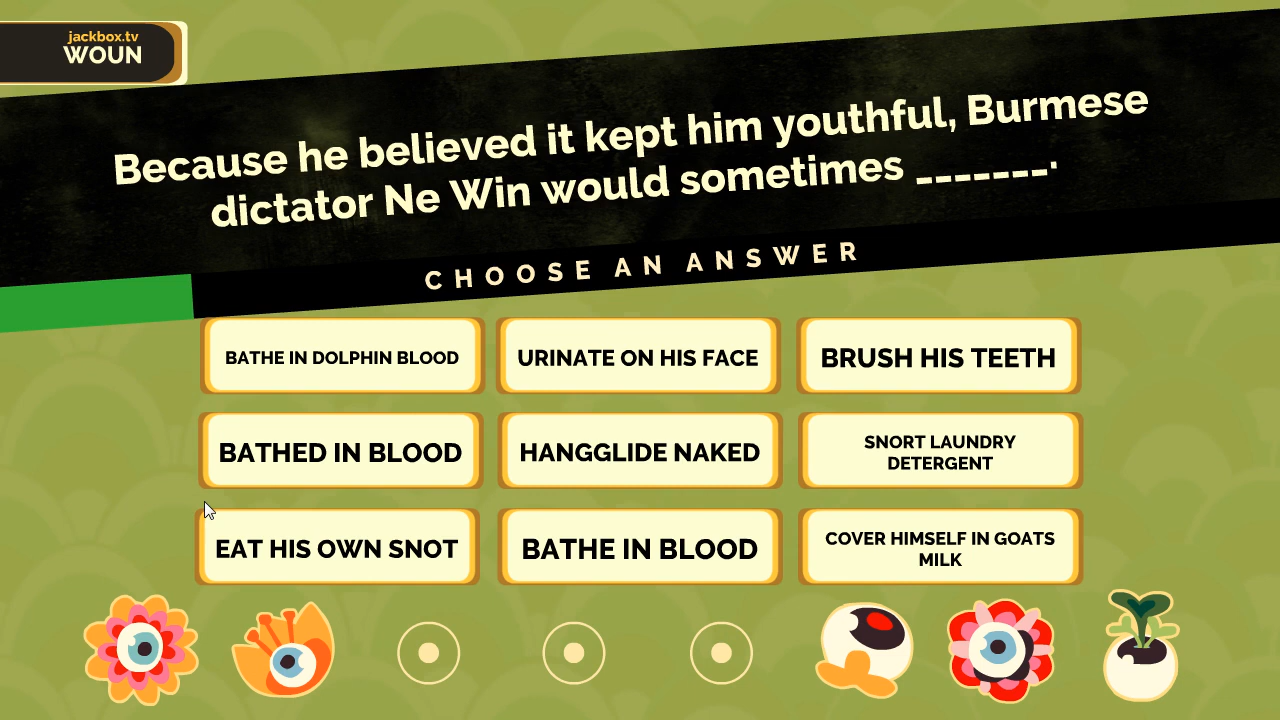 jackbox.tv
WOUN
Because he believed it kept him youthful, Burmese
dictator Ne Win would sometimes _______.
CHOOSE AN ANSWER
BATHE IN DOLPHIN BLOOD
URINATE ON HIS FACE
BRUSH HIS TEETH
BATHED IN BLOOD
HANGGLIDE NAKED
SNORT LAUNDRY
DETERGENT
EAT HIS OWN SNOT
BATHE IN BLOOD
COVER HIMSELF IN GOATS
MILK